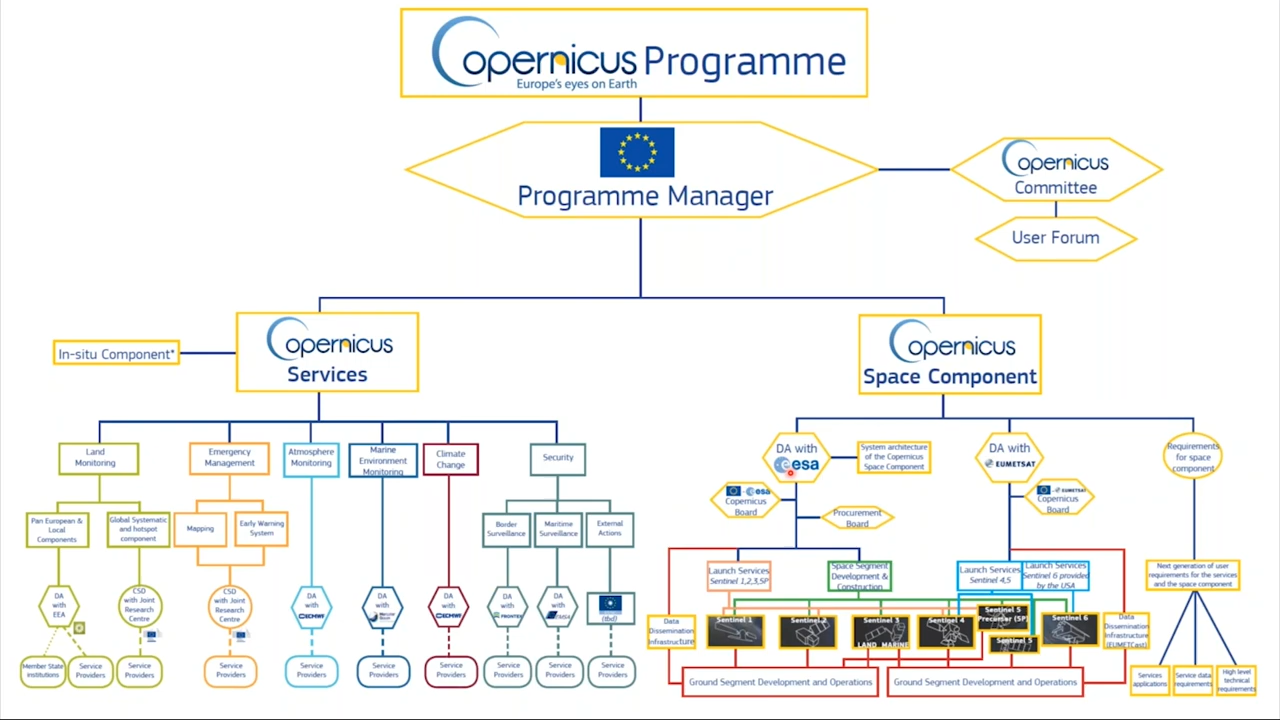 Copernicus Programme
Europe's eyes on Earth
Programme Manager
Copernicus
Committee
User Forum
In-situ Component*
Copernicus
Services
Copernicus
Space Component
Land
Monitoring
Emergency
Management
Atmosphere
Monitoring
Marine
Environment
Monitoring
Climate
Change
Security
DA with
esa
System architecture
of the Copernicus
Space Component
DA with
EUMETSAT
Requirements
for space
component
esa
Copernicus
Board
Procurement
Board
EUMETSAT
Copernicus
Board
Pan European &
Local
Components
Global Systematic
and hotspot
component
Mapping
Early Warning
System
Border
Surveillance
Maritime
Surveillance
External
Actions
Launch Services
Sentinel 1,2,3,5P
Space Segment
Development &
Construction
Launch Services
Sentinel 4,5
Launch Services
Sentinel 6 provided
by the USA
Next generation of user
requirements for the services
and the space component
DA
with
EEA
CSD
with Joint
Research
Centre
CSD
with Joint
Research
Centre
DA
with
ECMWF
DA
with
DA
with
ECMWF
DA
with
FRONTEX
DA
with
EMSA
(tbd)
Data
Dissemination
Infrastructure
Sentinel 1
Sentinel 2
Sentinel 3
LAND MARINE
Sentinel 4
Sentinel 5
Precursor (5P)
Sentinel 5
Sentinel 6
Data
Dissemination
Infrastructure
(EUMETCast)
Member State
institutions
Service
Providers
Service
Providers
Service
Providers
Service
Providers
Service
Providers
Service
Providers
Service
Providers
Service
Providers
Service
Providers
Ground Segment Development and Operations
Ground Segment Development and Operations
Services
applications
Service data
requirements
High level
technical
requirements